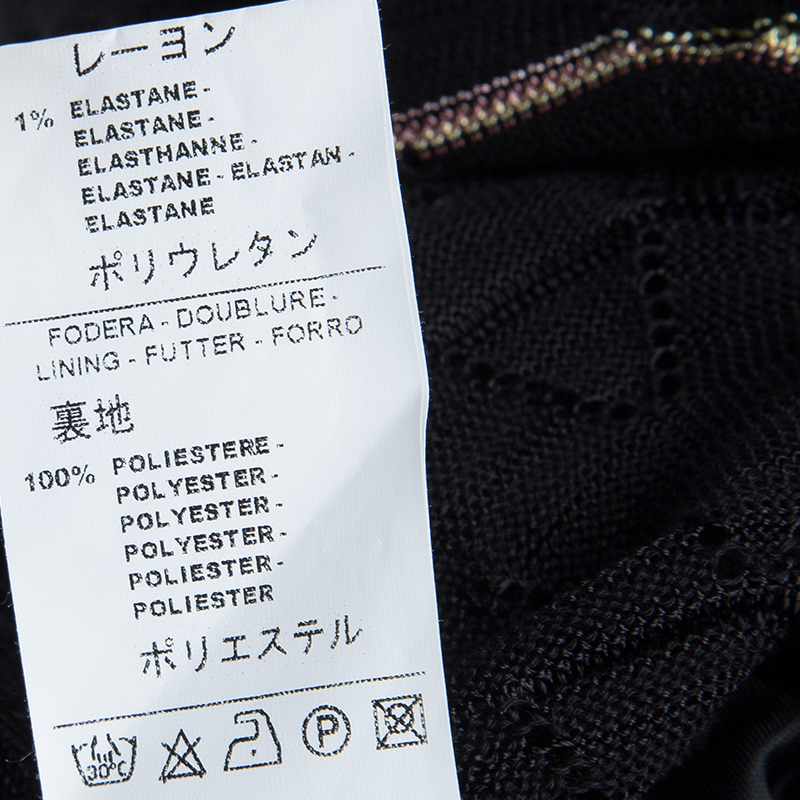 レーヨン
1% ELASTANE -
ELASTANE -
ELASTHANNE -
ELASTANE - ELASTAN -
ELASTANE
ポリウレタン
FODERA - DOUBLURE -
LINING - FUTTER - FORRO
裏地
100% POLIESTERE -
POLYESTER -
POLYESTER -
POLYESTER -
POLIESTER -
POLIESTER
ポリエステル
30°C
P